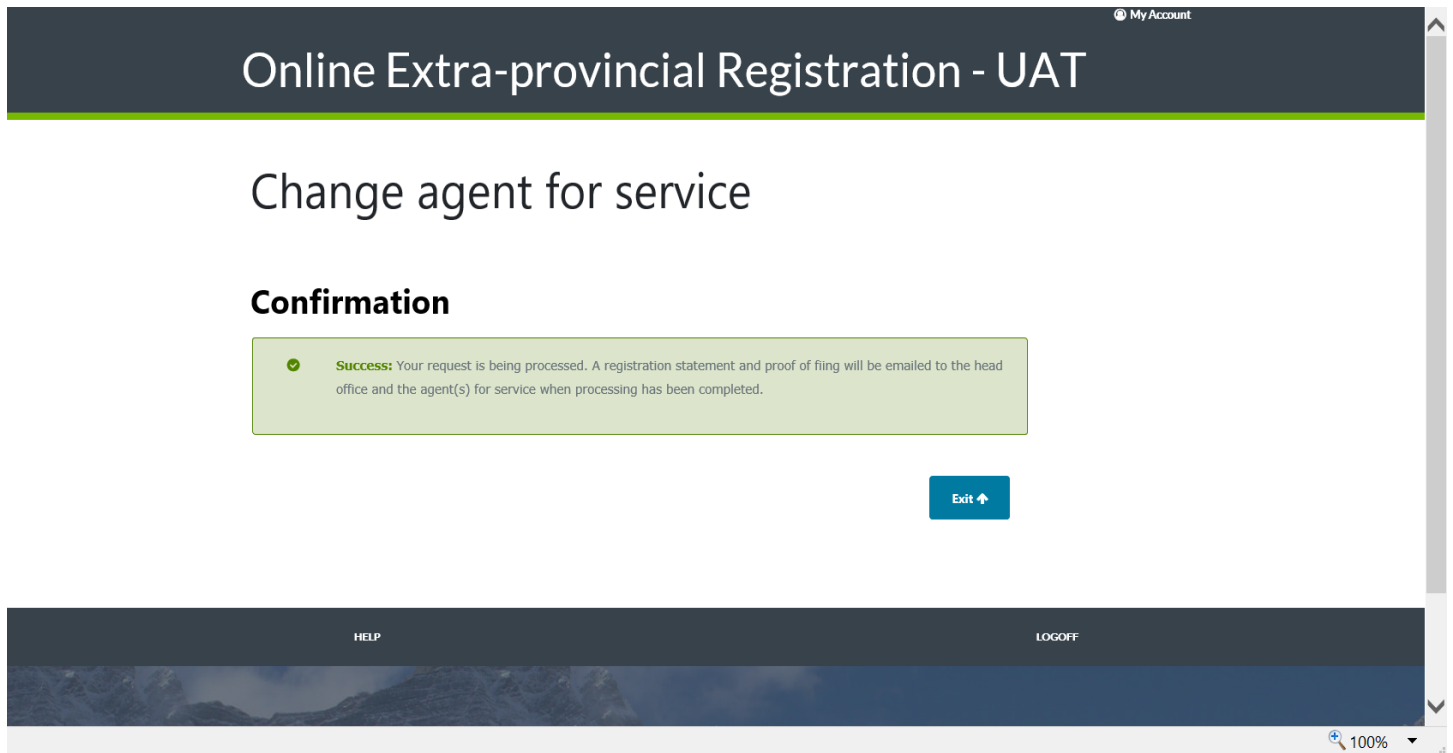 My Account
Online Extra-provincial Registration - UAT
Change agent for service
Confirmation
Success: Your request is being processed. A registration statement and proof of fiing will be emailed to the head
office and the agent(s) for service when processing has been completed.
Exit
HELP
LOGOFF
100%